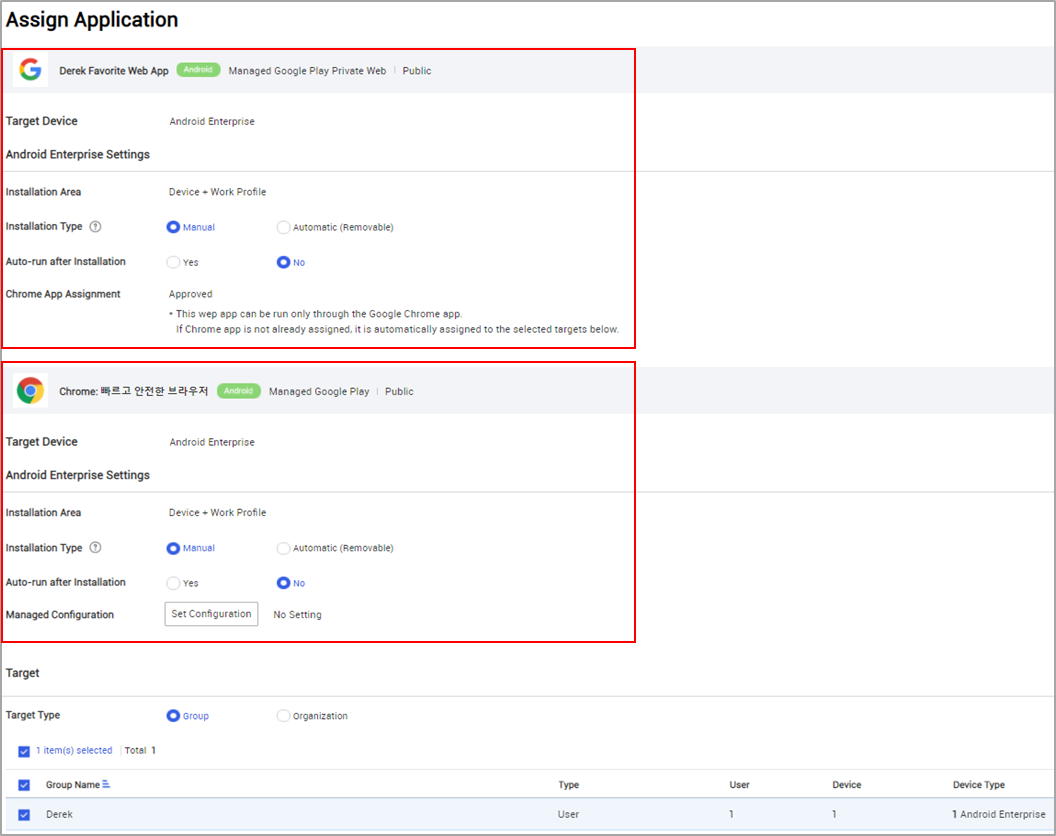 Assign Application
Derek Favorite Web App Android Managed Google Play Private Web | Public
Target Device Android Enterprise
Android Enterprise Settings
Installation Area Device + Work Profile
Installation Type ? Manual Automatic (Removable)
Auto-run after Installation Yes No
Chrome App Assignment Approved
* This wep app can be run only through the Google Chrome app.
If Chrome app is not already assigned, it is automatically assigned to the selected targets below.
Chrome: 빠르고 안전한 브라우저 Android Managed Google Play | Public
Target Device Android Enterprise
Android Enterprise Settings
Installation Area Device + Work Profile
Installation Type ? Manual Automatic (Removable)
Auto-run after Installation Yes No
Managed Configuration Set Configuration No Setting
Target
Target Type Group Organization
1 item(s) selected | Total 1
Group Name Type User Device Device Type
Derek User 1 1 1 Android Enterprise